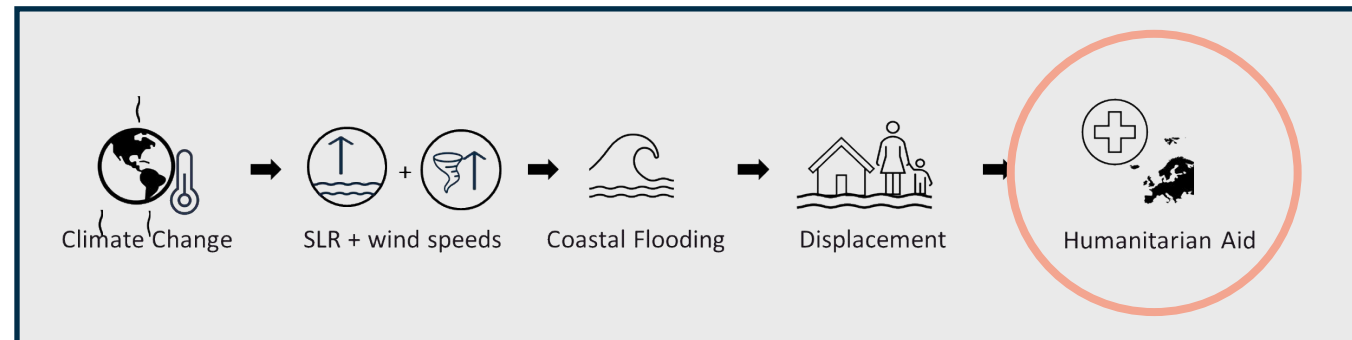 Climate Change
SLR + wind speeds
Coastal Flooding
Displacement
Humanitarian Aid